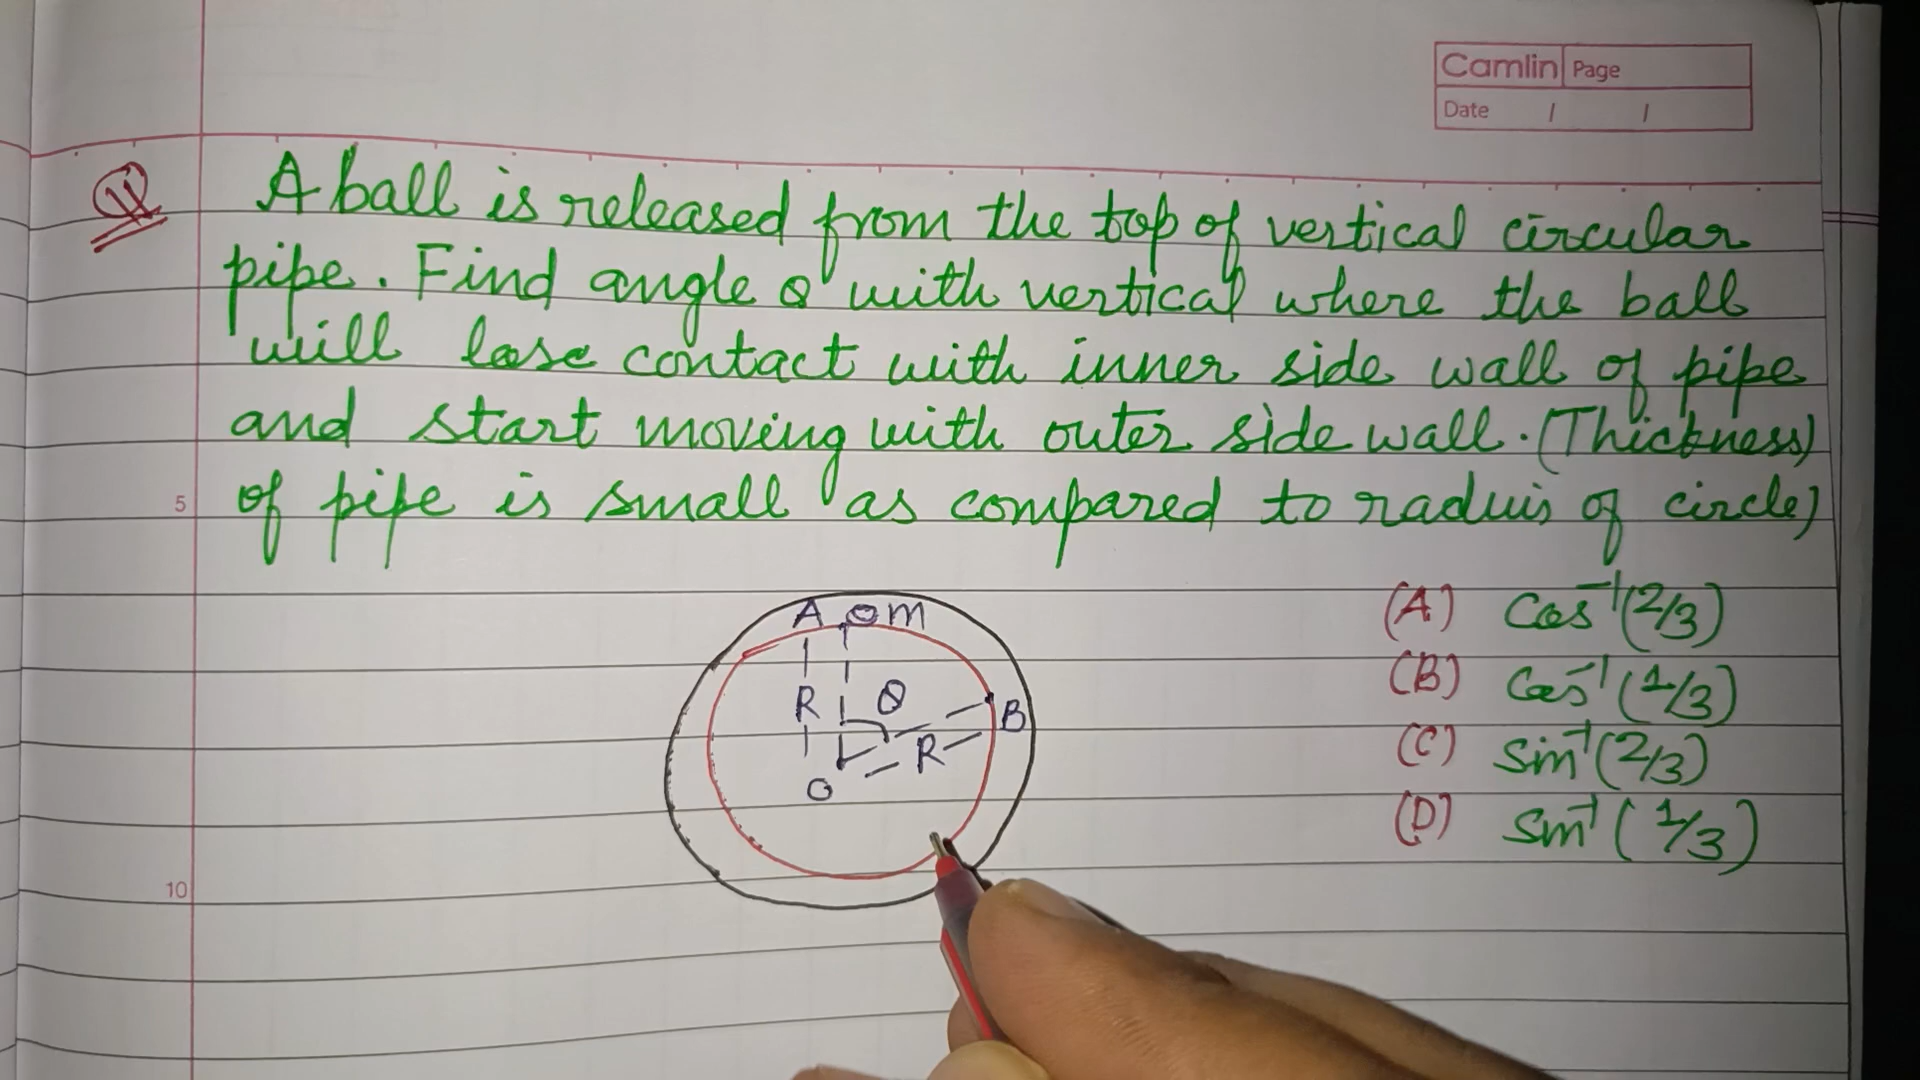 Camlin Page
Date / /
Q A ball is released from the top of vertical circular
pipe. Find angle θ with vertical where the ball
will lose contact with inner side wall of pipe
and start moving with outer side wall. (Thickness)
5 of pipe is small as compared to radius of circle)
A m
R θ B
R
O
(A) Cos⁻¹(2/3)
(B) Cos⁻¹(1/3)
(C) Sin⁻¹(2/3)
(D) Sin⁻¹(1/3)
10